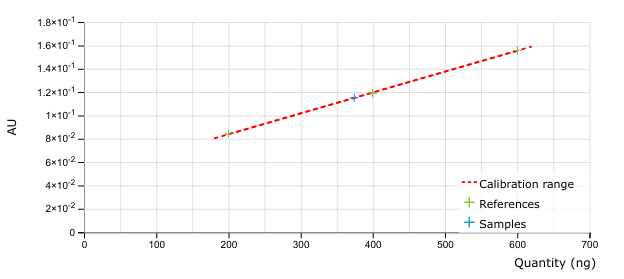 1.8×10⁻¹
1.6×10⁻¹
1.4×10⁻¹
1.2×10⁻¹
1×10⁻¹
8×10⁻²
6×10⁻²
4×10⁻²
2×10⁻²
0
AU
Calibration range
References
Samples
0 100 200 300 400 500 600 700
Quantity (ng)